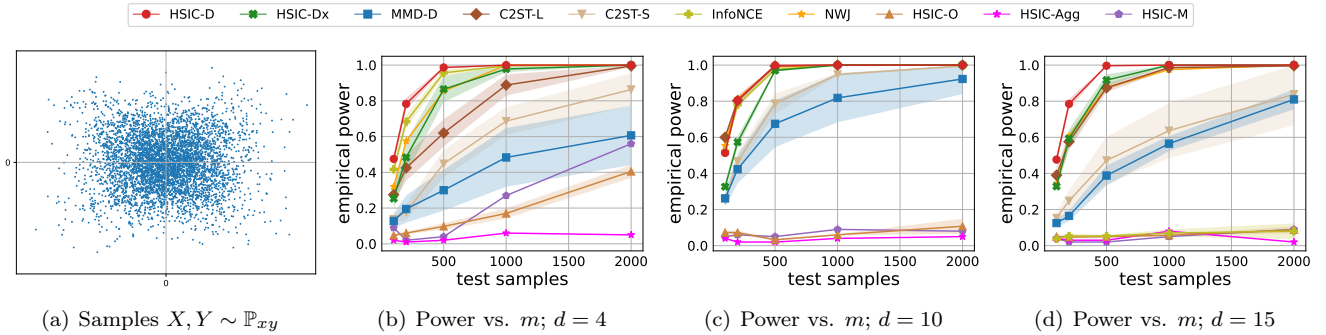 HSIC-D HSIC-Dx MMD-D C2ST-L C2ST-S InfoNCE NWJ HSIC-O HSIC-Agg HSIC-M
0
0
empirical power
1.0
0.8
0.6
0.4
0.2
0.0
500 1000 1500 2000
test samples
empirical power
1.0
0.8
0.6
0.4
0.2
0.0
500 1000 1500 2000
test samples
empirical power
1.0
0.8
0.6
0.4
0.2
0.0
500 1000 1500 2000
test samples
(a) Samples X, Y ∼ ℙxy
(b) Power vs. m; d = 4
(c) Power vs. m; d = 10
(d) Power vs. m; d = 15